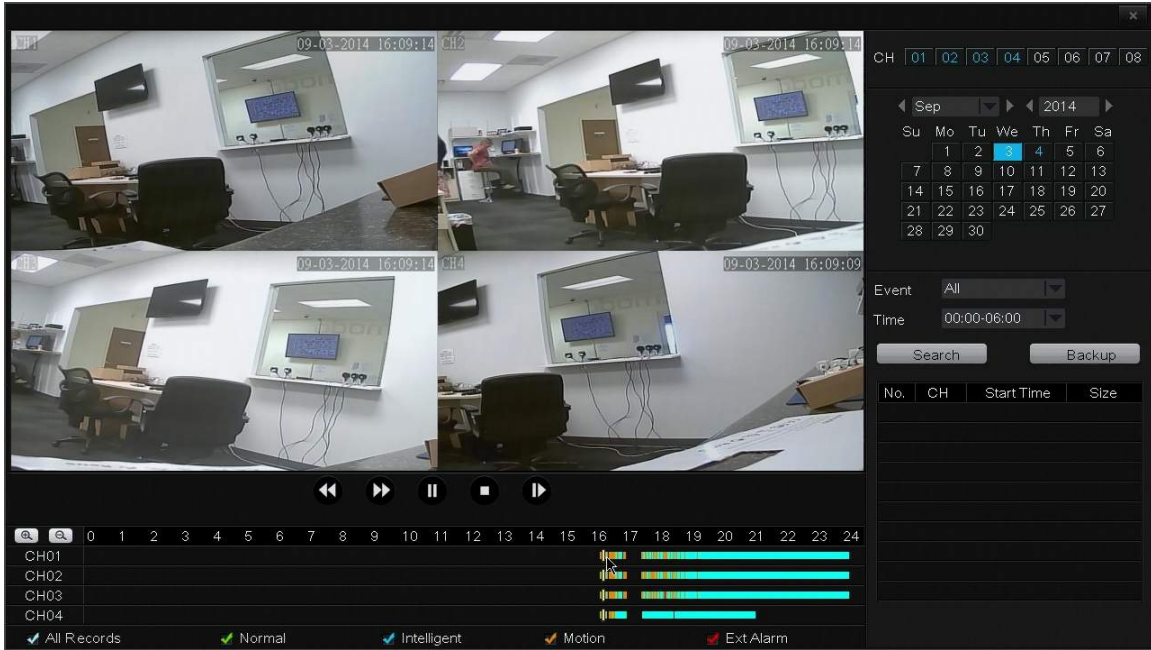 CH1 09-03-2014 16:09:14
CH2 09-03-2014 16:09:14
09-03-2014 16:09:14
CH4 09-03-2014 16:09:09
CH 01 02 03 04 05 06 07 08
Sep 2014
Su Mo Tu We Th Fr Sa
1 2 3 4 5 6
7 8 9 10 11 12 13
14 15 16 17 18 19 20
21 22 23 24 25 26 27
28 29 30
Event All
Time 00:00-06:00
Search Backup
No. CH Start Time Size
0 1 2 3 4 5 6 7 8 9 10 11 12 13 14 15 16 17 18 19 20 21 22 23 24
CH01
CH02
CH03
CH04
All Records Normal Intelligent Motion Ext Alarm